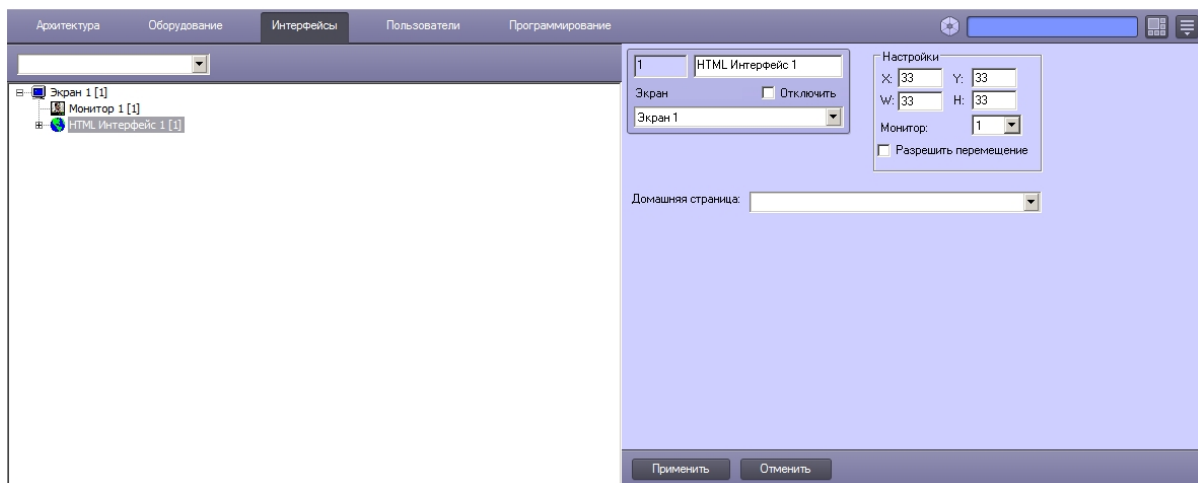 Архитектура Оборудование Интерфейсы Пользователи Программирование
Экран 1 [1]
Монитор 1 [1]
HTML Интерфейс 1 [1]
1 HTML Интерфейс 1
Экран Отключить
Экран 1
Настройки
X: 33 Y: 33
W: 33 H: 33
Монитор: 1
Разрешить перемещение
Домашняя страница:
Применить Отменить